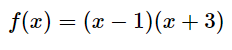 f(x) = (x − 1)(x + 3)